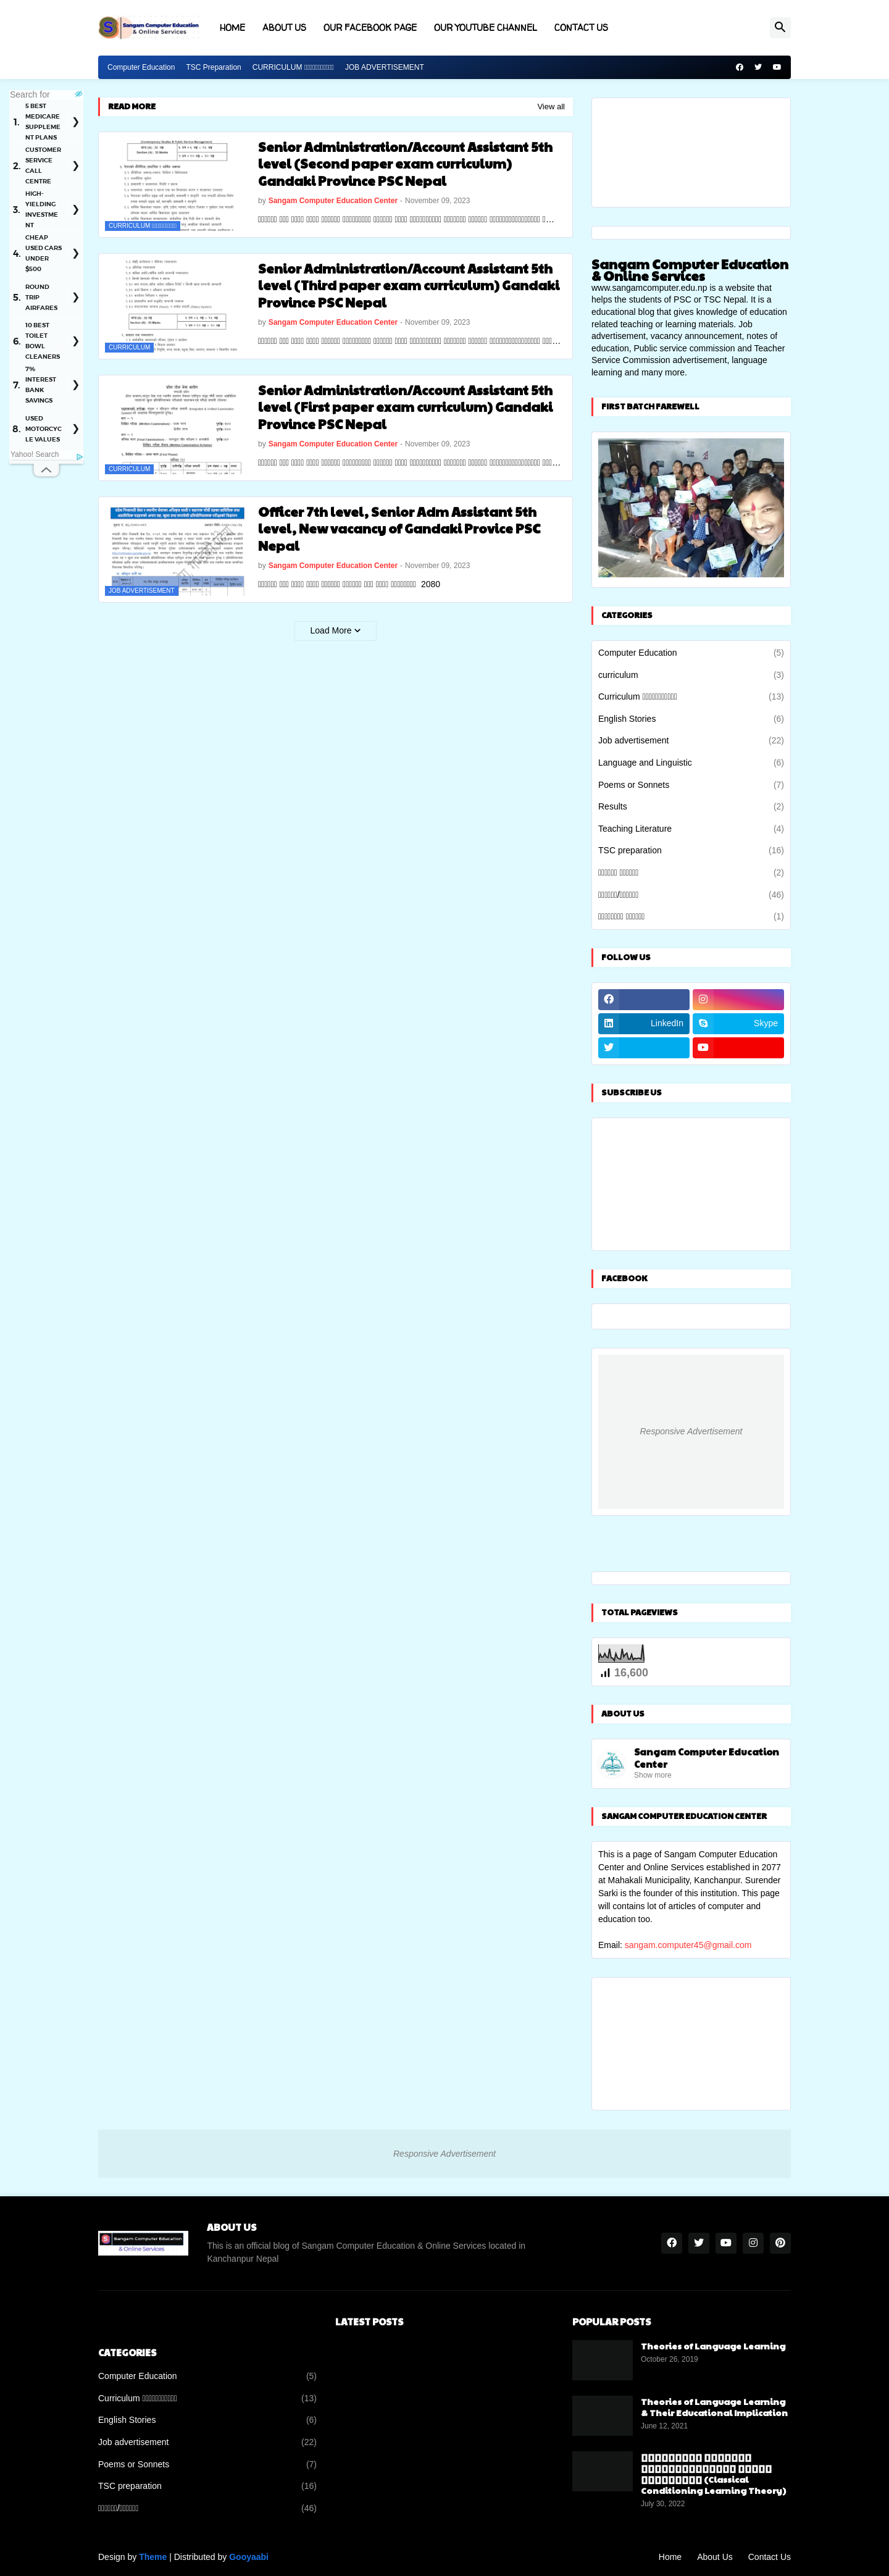 Sangam Computer Education
& Online Services
HOME
ABOUT US
OUR FACEBOOK PAGE
OUR YOUTUBE CHANNEL
CONTACT US
Computer Education
TSC Preparation
CURRICULUM
JOB ADVERTISEMENT
Search for
1. 5 BEST MEDICARE SUPPLEMENT PLANS
2. CUSTOMER SERVICE CALL CENTRE
3. HIGH-YIELDING INVESTMENT
4. CHEAP USED CARS UNDER $500
5. ROUND TRIP AIRFARES
6. 10 BEST TOILET BOWL CLEANERS
7. 7% INTEREST BANK SAVINGS
8. USED MOTORCYCLE VALUES
Yahoo! Search
READ MORE
View all
Senior Administration/Account Assistant 5th
level (Second paper exam curriculum)
Gandaki Province PSC Nepal
by Sangam Computer Education Center - November 09, 2023
CURRICULUM
Senior Administration/Account Assistant 5th
level (Third paper exam curriculum) Gandaki
Province PSC Nepal
by Sangam Computer Education Center - November 09, 2023
CURRICULUM
Senior Administration/Account Assistant 5th
level (First paper exam curriculum) Gandaki
Province PSC Nepal
by Sangam Computer Education Center - November 09, 2023
CURRICULUM
Officer 7th level, Senior Adm Assistant 5th
level, New vacancy of Gandaki Provice PSC
Nepal
by Sangam Computer Education Center - November 09, 2023
2080
JOB ADVERTISEMENT
Load More
Sangam Computer Education
& Online Services
www.sangamcomputer.edu.np is a website that
helps the students of PSC or TSC Nepal. It is a
educational blog that gives knowledge of education
related teaching or learning materials. Job
advertisement, vacancy announcement, notes of
education, Public service commission and Teacher
Service Commission advertisement, language
learning and many more.
FIRST BATCH FAREWELL
CATEGORIES
Computer Education (5)
curriculum (3)
Curriculum (13)
English Stories (6)
Job advertisement (22)
Language and Linguistic (6)
Poems or Sonnets (7)
Results (2)
Teaching Literature (4)
TSC preparation (16)
(2)
(46)
(1)
FOLLOW US
LinkedIn
Skype
SUBSCRIBE US
FACEBOOK
Responsive Advertisement
TOTAL PAGEVIEWS
16,600
ABOUT US
Sangam Computer Education
Center
Show more
SANGAM COMPUTER EDUCATION CENTER
This is a page of Sangam Computer Education
Center and Online Services established in 2077
at Mahakali Municipality, Kanchanpur. Surender
Sarki is the founder of this institution. This page
will contains lot of articles of computer and
education too.
Email: sangam.computer45@gmail.com
Responsive Advertisement
Sangam Computer Education
& Online Services
ABOUT US
This is an official blog of Sangam Computer Education & Online Services located in
Kanchanpur Nepal
CATEGORIES
Computer Education (5)
Curriculum (13)
English Stories (6)
Job advertisement (22)
Poems or Sonnets (7)
TSC preparation (16)
(46)
LATEST POSTS
POPULAR POSTS
Theories of Language Learning
October 26, 2019
Theories of Language Learning
& Their Educational Implication
June 12, 2021
(Classical
Conditioning Learning Theory)
July 30, 2022
Design by Theme | Distributed by Gooyaabi
Home
About Us
Contact Us